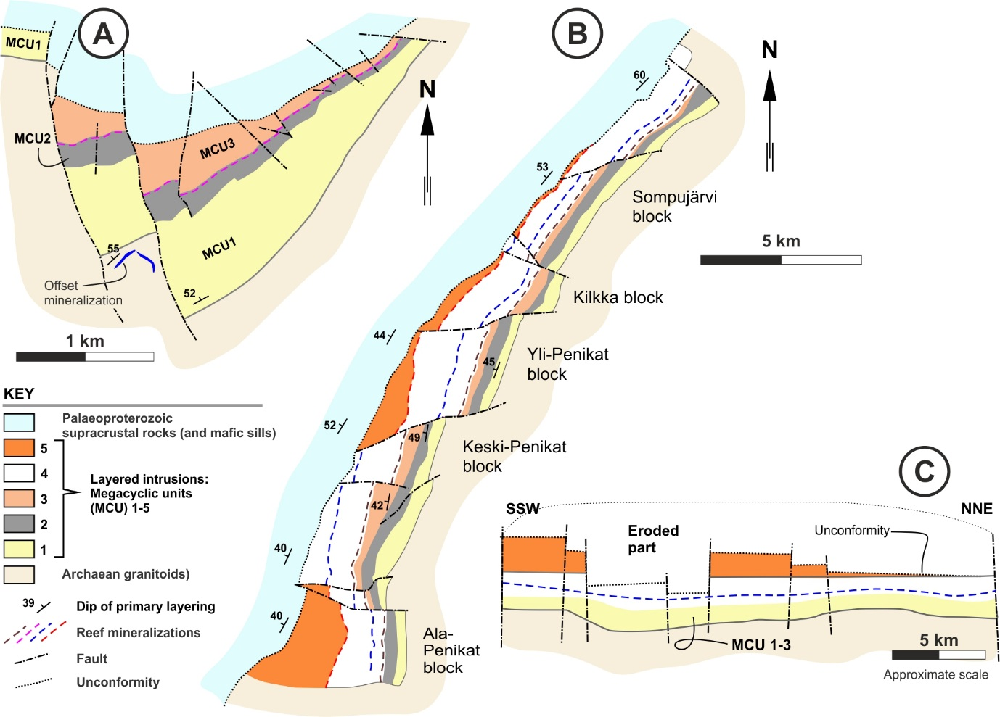 A
MCU1
MCU2
MCU3
MCU1
55
52
Offset
mineralization
N
1 km
B
N
60
53
44
45
52
49
42
40
40
Sompujärvi
block
5 km
Kilkka block
Yli-Penikat
block
Keski-Penikat
block
Ala-
Penikat
block
KEY
Palaeoproterozoic
supracrustal rocks (and mafic sills)
5
4
3
2
1
Layered intrusions:
Megacyclic units
(MCU) 1-5
Archaean granitoids)
39
Dip of primary layering
Reef mineralizations
Fault
Unconformity
C
SSW
NNE
Eroded
part
Unconformity
MCU 1-3
5 km
Approximate scale